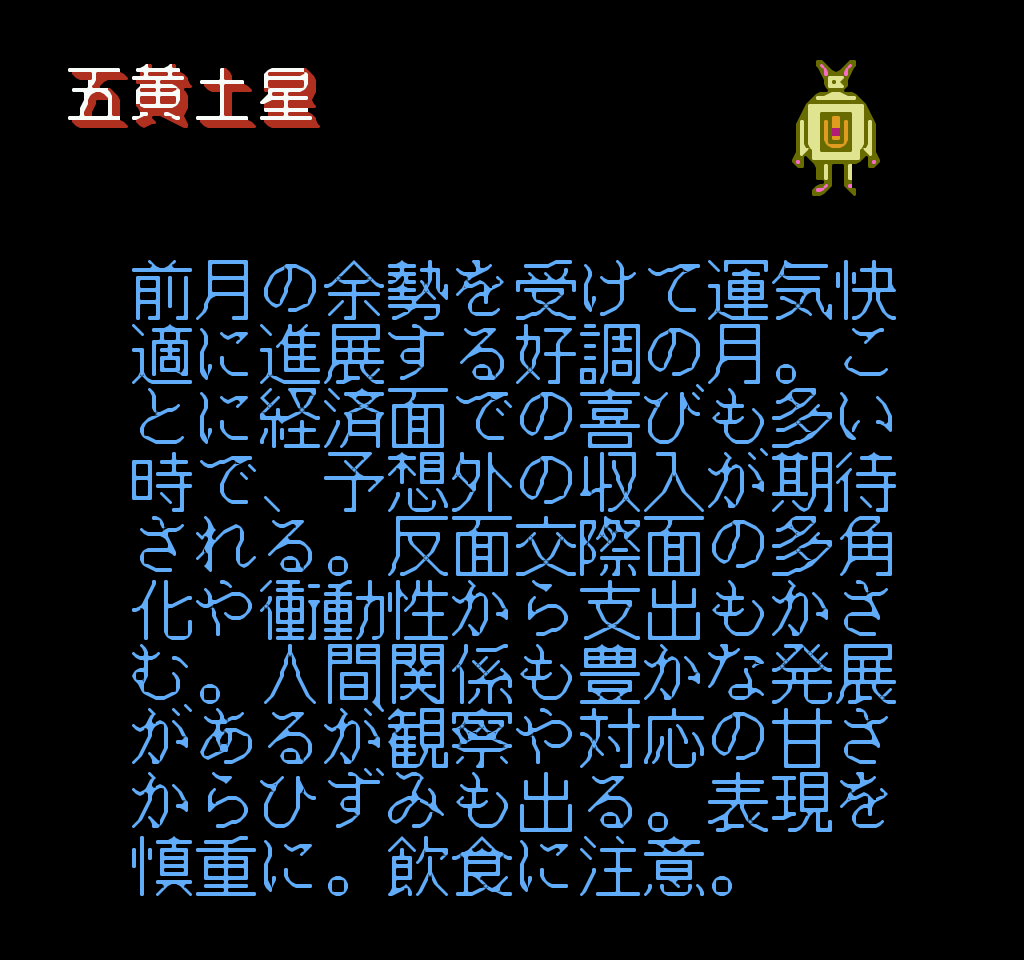 五黄土星
前月の余勢を受けて運気快
適に進展する好調の月。こ
とに経済面での喜びも多い
時で、予想外の収入が期待
される。反面交際面の多角
化や衝動性から支出もかさ
む。人間関係も豊かな発展
があるが観察や対応の甘さ
からひずみも出る。表現を
慎重に。飲食に注意。